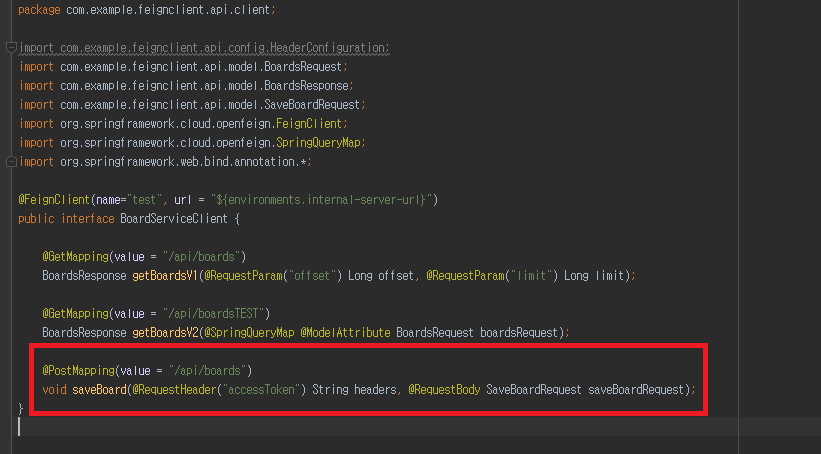 package com.example.feignclient.api.client;
import com.example.feignclient.api.config.HeaderConfiguration;
import com.example.feignclient.api.model.BoardsRequest;
import com.example.feignclient.api.model.BoardsResponse;
import com.example.feignclient.api.model.SaveBoardRequest;
import org.springframework.cloud.openfeign.FeignClient;
import org.springframework.cloud.openfeign.SpringQueryMap;
import org.springframework.web.bind.annotation.*;
@FeignClient(name="test", url = "${environments.internal-server-url}")
public interface BoardServiceClient {
@GetMapping(value = "/api/boards")
BoardsResponse getBoardsV1(@RequestParam("offset") Long offset, @RequestParam("limit") Long limit);
@GetMapping(value = "/api/boardsTEST")
BoardsResponse getBoardsV2(@SpringQueryMap @ModelAttribute BoardsRequest boardsRequest);
@PostMapping(value = "/api/boards")
void saveBoard(@RequestHeader("accessToken") String headers, @RequestBody SaveBoardRequest saveBoardRequest);
}